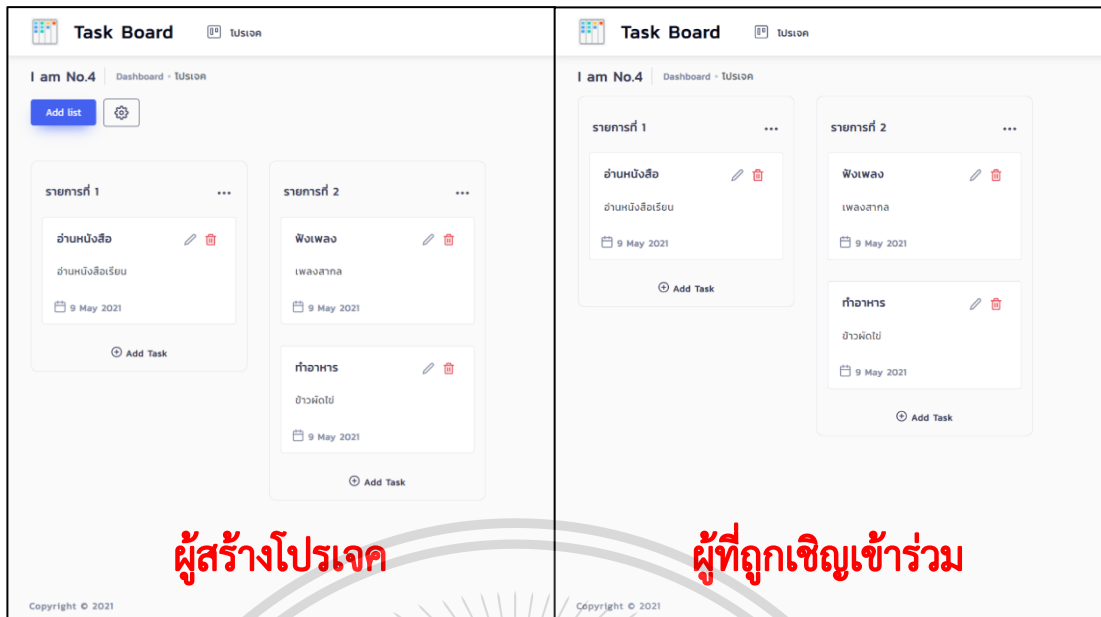 Task Board โปรเจค
I am No.4 Dashboard - โปรเจค
Add list
รายการที่ 1
อ่านหนังสือ
อ่านหนังสือเรียน
9 May 2021
Add Task
รายการที่ 2
ฟังเพลง
เพลงสากล
9 May 2021
ทำอาหาร
ข้าวผัดไข่
9 May 2021
Add Task
ผู้สร้างโปรเจค
Copyright © 2021
Task Board โปรเจค
I am No.4 Dashboard - โปรเจค
รายการที่ 1
อ่านหนังสือ
อ่านหนังสือเรียน
9 May 2021
Add Task
รายการที่ 2
ฟังเพลง
เพลงสากล
9 May 2021
ทำอาหาร
ข้าวผัดไข่
9 May 2021
Add Task
ผู้ที่ถูกเชิญเข้าร่วม
Copyright © 2021